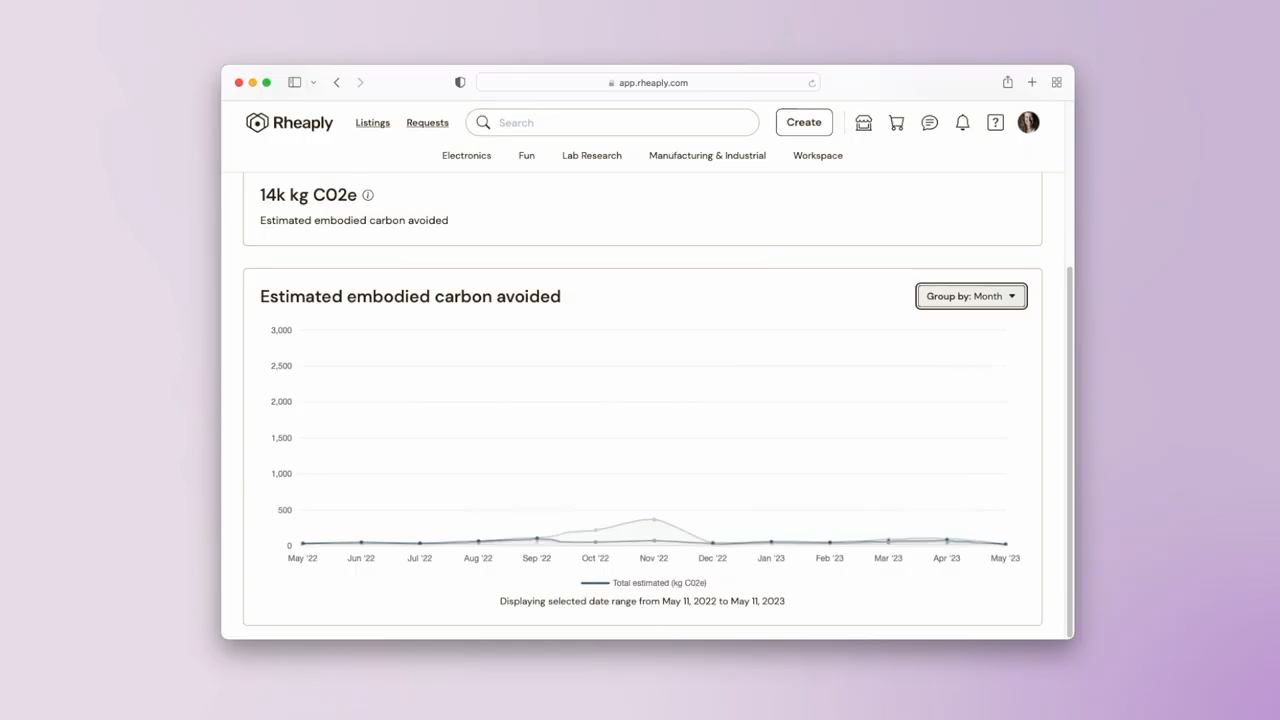 app.rheaply.com
Rheaply Listings Requests Search Create
Electronics Fun Lab Research Manufacturing & Industrial Workspace
14k kg C02e
Estimated embodied carbon avoided
Estimated embodied carbon avoided
Group by: Month
3,000
2,500
2,000
1,500
1,000
500
0
May '22 Jun '22 Jul '22 Aug '22 Sep '22 Oct '22 Nov '22 Dec '22 Jan '23 Feb '23 Mar '23 Apr '23 May '23
Total estimated (kg C02e)
Displaying selected date range from May 11, 2022 to May 11, 2023